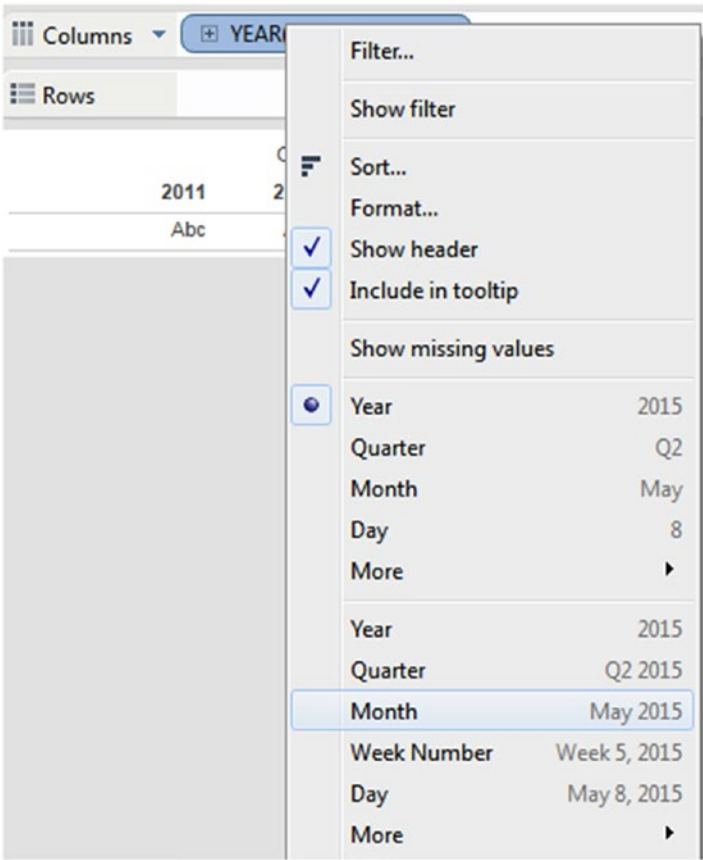 Columns YEAR(
Rows
2011 2
Abc
Filter...
Show filter
Sort...
Format...
Show header
Include in tooltip
Show missing values
Year 2015
Quarter Q2
Month May
Day 8
More
Year 2015
Quarter Q2 2015
Month May 2015
Week Number Week 5, 2015
Day May 8, 2015
More